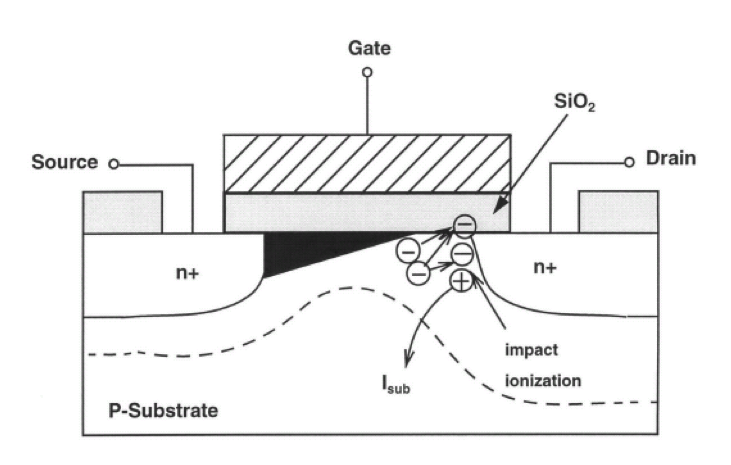 Gate
SiO₂
Source
Drain
n+
n+
impact
ionization
Isub
P-Substrate